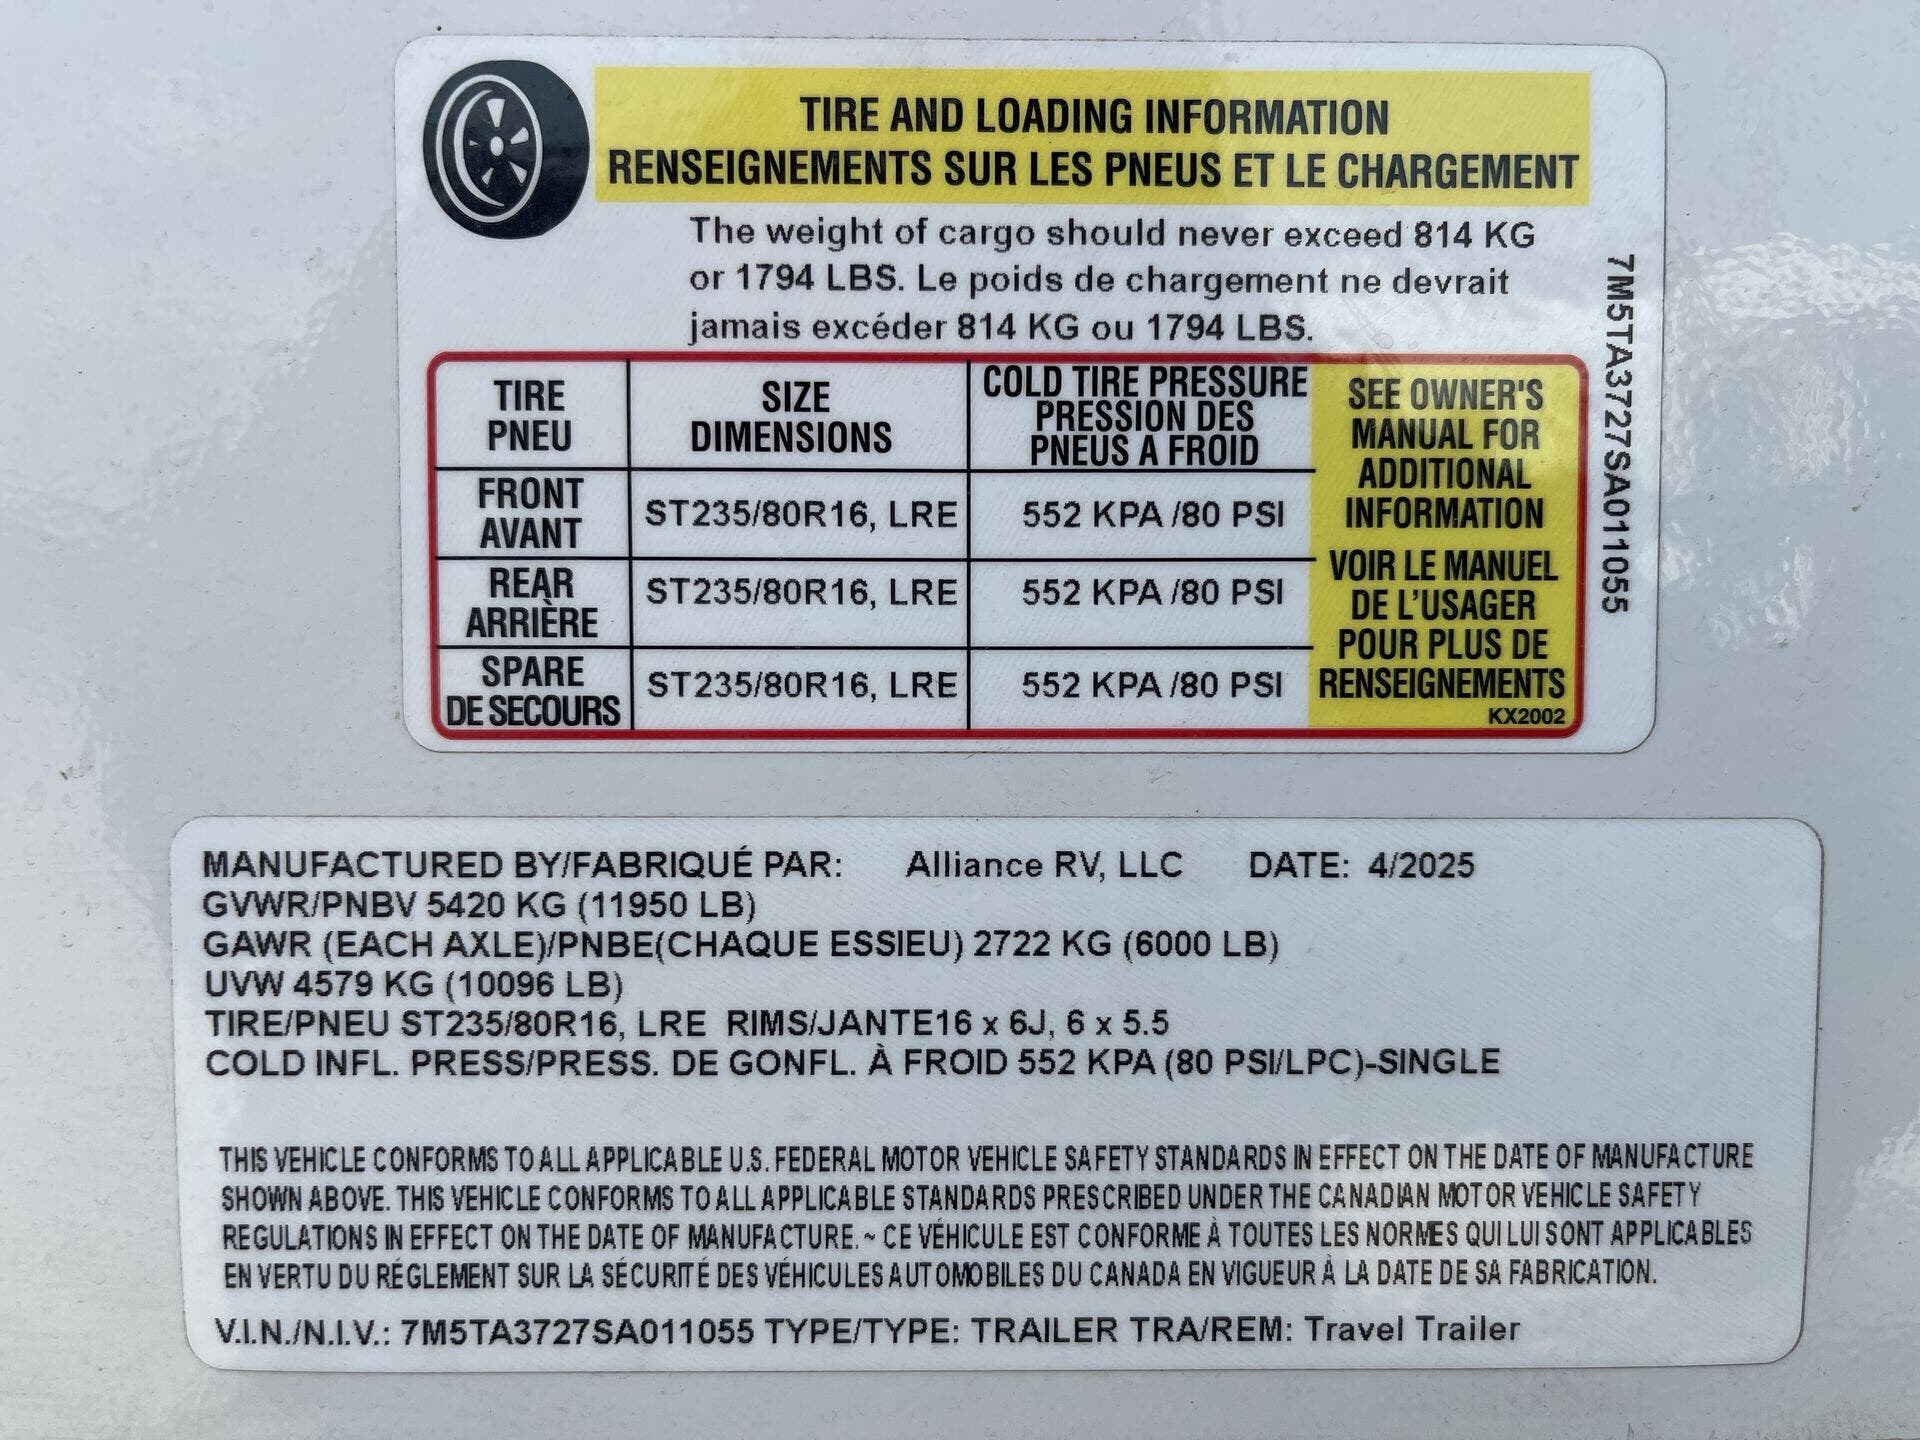 TIRE AND LOADING INFORMATION
RENSEIGNEMENTS SUR LES PNEUS ET LE CHARGEMENT
The weight of cargo should never exceed 814 KG
or 1794 LBS. Le poids de chargement ne devrait
jamais excéder 814 KG ou 1794 LBS.
TIRE
PNEU
SIZE
DIMENSIONS
COLD TIRE PRESSURE
PRESSION DES
PNEUS A FROID
FRONT
AVANT
ST235/80R16, LRE
552 KPA /80 PSI
REAR
ARRIÈRE
ST235/80R16, LRE
552 KPA /80 PSI
SPARE
DE SECOURS
ST235/80R16, LRE
552 KPA /80 PSI
SEE OWNER'S
MANUAL FOR
ADDITIONAL
INFORMATION
VOIR LE MANUEL
DE L'USAGER
POUR PLUS DE
RENSEIGNEMENTS
KX2002
7M5TA3727SA011055
MANUFACTURED BY/FABRIQUÉ PAR: Alliance RV, LLC DATE: 4/2025
GVWR/PNBV 5420 KG (11950 LB)
GAWR (EACH AXLE)/PNBE(CHAQUE ESSIEU) 2722 KG (6000 LB)
UVW 4579 KG (10096 LB)
TIRE/PNEU ST235/80R16, LRE RIMS/JANTE16 x 6J, 6 x 5.5
COLD INFL. PRESS/PRESS. DE GONFL. À FROID 552 KPA (80 PSI/LPC)-SINGLE
THIS VEHICLE CONFORMS TO ALL APPLICABLE U.S. FEDERAL MOTOR VEHICLE SAFETY STANDARDS IN EFFECT ON THE DATE OF MANUFACTURE
SHOWN ABOVE. THIS VEHICLE CONFORMS TO ALL APPLICABLE STANDARDS PRESCRIBED UNDER THE CANADIAN MOTOR VEHICLE SAFETY
REGULATIONS IN EFFECT ON THE DATE OF MANUFACTURE. ~ CE VÉHICULE EST CONFORME À TOUTES LES NORMES QUI LUI SONT APPLICABLES
EN VERTU DU RÉGLEMENT SUR LA SÉCURITÉ DES VÉHICULES AUTOMOBILES DU CANADA EN VIGUEUR À LA DATE DE SA FABRICATION.
V.I.N./N.I.V.: 7M5TA3727SA011055 TYPE/TYPE: TRAILER TRA/REM: Travel Trailer